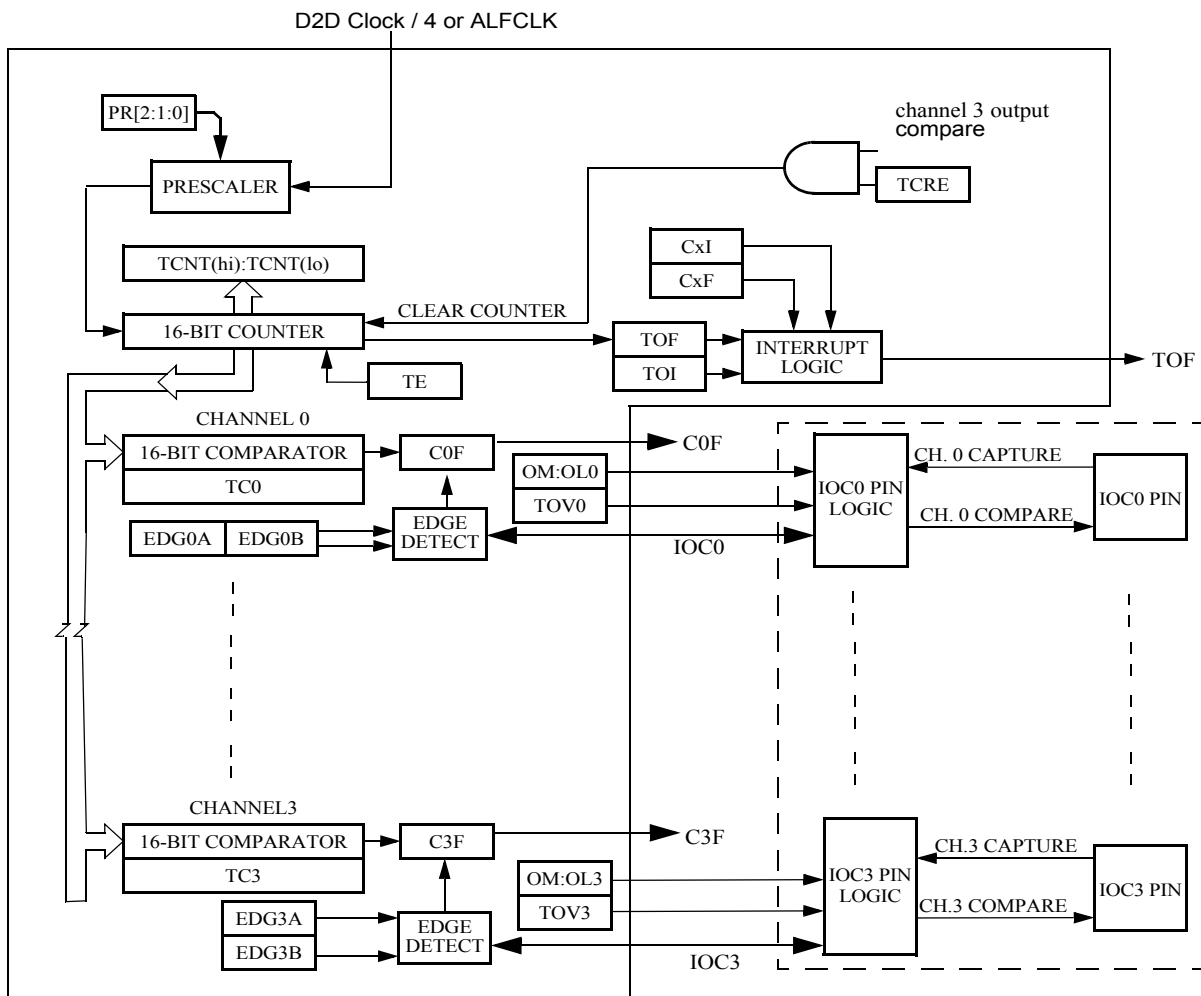 D2D Clock / 4 or ALFCLK
PR[2:1:0]
channel 3 output
compare
PRESCALER
TCRE
CxI
CxF
TCNT(hi):TCNT(lo)
CLEAR COUNTER
16-BIT COUNTER
TOF
TOI
INTERRUPT
LOGIC
TOF
TE
CHANNEL 0
16-BIT COMPARATOR
TC0
C0F
C0F
OM:OL0
TOV0
IOC0 PIN
LOGIC
CH. 0 CAPTURE
CH. 0 COMPARE
IOC0 PIN
EDG0A
EDG0B
EDGE
DETECT
IOC0
CHANNEL3
16-BIT COMPARATOR
TC3
C3F
C3F
OM:OL3
TOV3
IOC3 PIN
LOGIC
CH.3 CAPTURE
CH.3 COMPARE
IOC3 PIN
EDG3A
EDG3B
EDGE
DETECT
IOC3